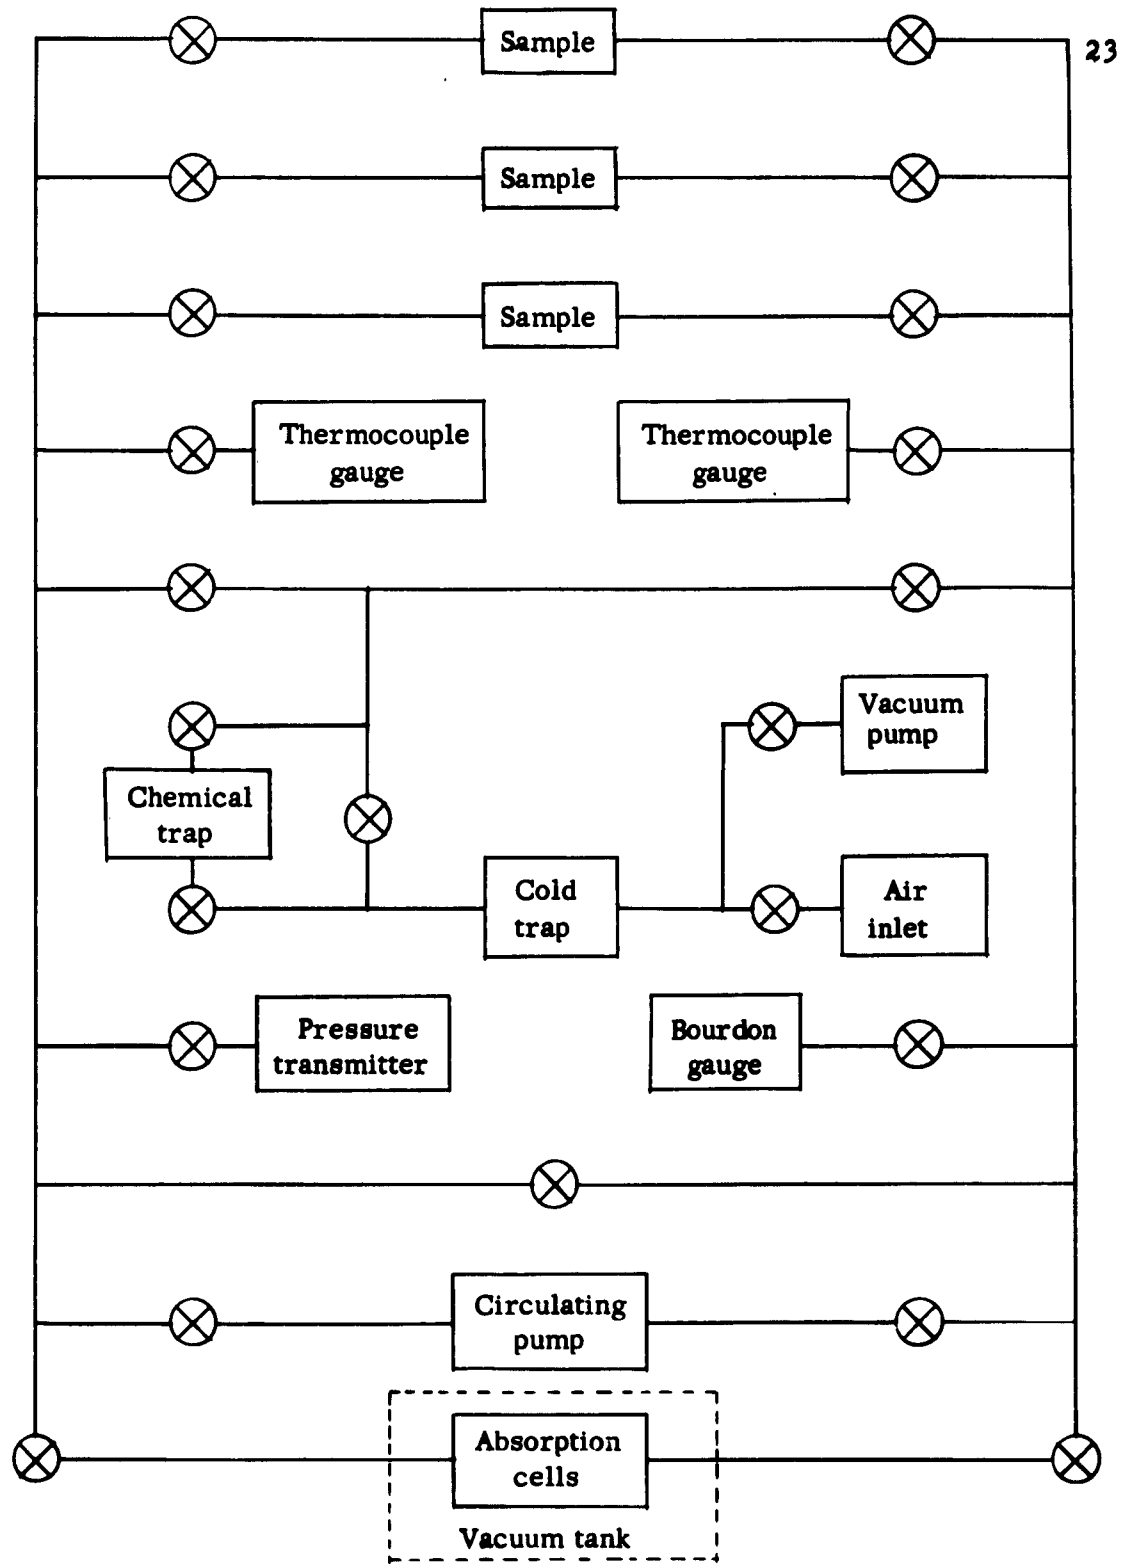 23
Sample
Sample
Sample
Thermocouple
gauge
Thermocouple
gauge
Vacuum
pump
Chemical
trap
Cold
trap
Air
inlet
Pressure
transmitter
Bourdon
gauge
Circulating
pump
Absorption
cells
Vacuum tank